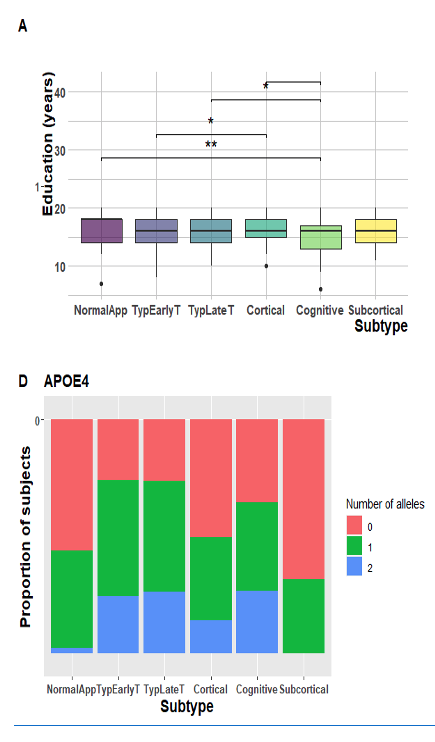 A
Education (years)
40
30
20
10
1
*
*
**
NormalApp TypEarlyT TypLateT Cortical Cognitive Subcortical
Subtype
D APOE4
Proportion of subjects
0
Number of alleles
0
1
2
NormalApp TypEarlyT TypLateT Cortical Cognitive Subcortical
Subtype